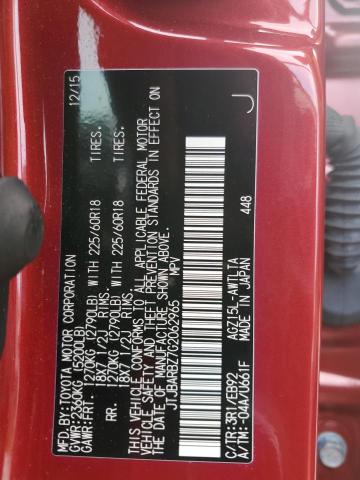 MFD.BY:TOYOTA MOTOR CORPORATION 12/15
GVWR:2360KG(5200LB)
GAWR:FRT. 1270KG(2790LB) WITH 225/60R18 TIRES.
18X7 1/2J RIMS.
RR. 1270KG(2790LB) WITH 225/60R18 TIRES.
18X7 1/2J RIMS.
THIS VEHICLE CONFORMS TO ALL APPLICABLE FEDERAL MOTOR
VEHICLE SAFETY AND THEFT PREVENTION STANDARDS IN EFFECT ON
THE DATE OF MANUFACTURE SHOWN ABOVE.
JTJBARBZ7G2062965
MPV
J
448
C/TR:3R1/EB92 AGZ15L-AWTLTA
A/TM:-04A/U661F MADE IN JAPAN